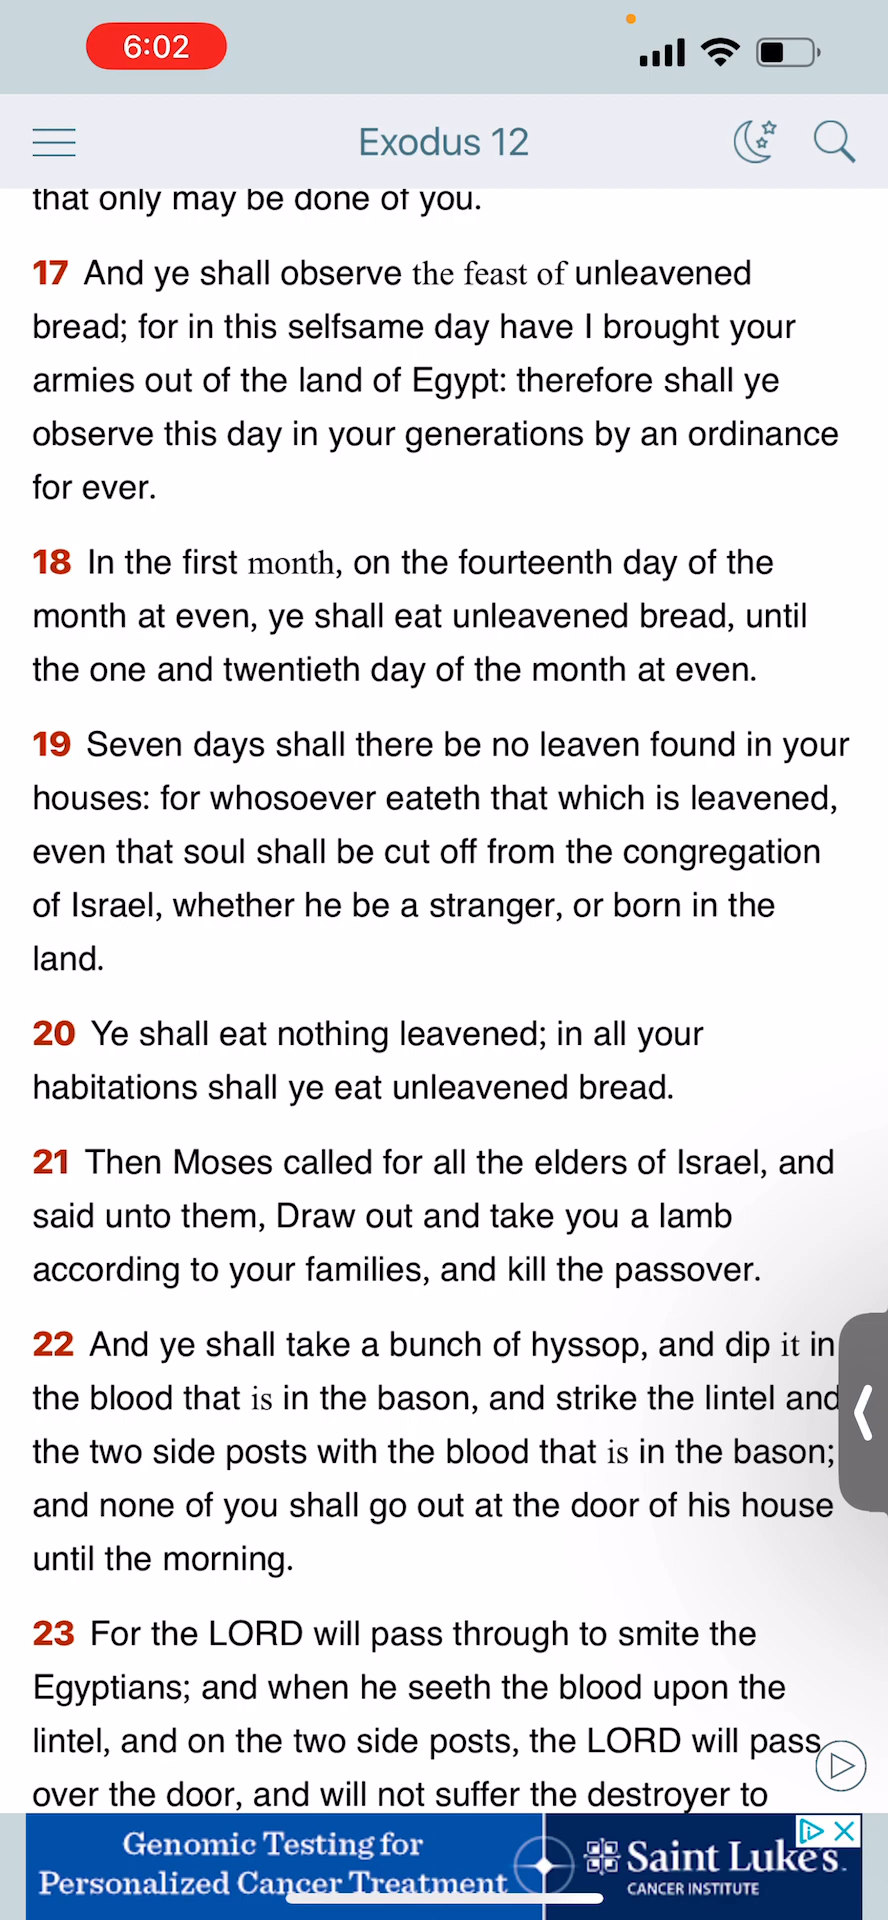 6:02
Exodus 12
that only may be done of you.
17 And ye shall observe the feast of unleavened
bread; for in this selfsame day have I brought your
armies out of the land of Egypt: therefore shall ye
observe this day in your generations by an ordinance
for ever.
18 In the first month, on the fourteenth day of the
month at even, ye shall eat unleavened bread, until
the one and twentieth day of the month at even.
19 Seven days shall there be no leaven found in your
houses: for whosoever eateth that which is leavened,
even that soul shall be cut off from the congregation
of Israel, whether he be a stranger, or born in the
land.
20 Ye shall eat nothing leavened; in all your
habitations shall ye eat unleavened bread.
21 Then Moses called for all the elders of Israel, and
said unto them, Draw out and take you a lamb
according to your families, and kill the passover.
22 And ye shall take a bunch of hyssop, and dip it in
the blood that is in the bason, and strike the lintel and
the two side posts with the blood that is in the bason;
and none of you shall go out at the door of his house
until the morning.
23 For the LORD will pass through to smite the
Egyptians; and when he seeth the blood upon the
lintel, and on the two side posts, the LORD will pass
over the door, and will not suffer the destroyer to
Genomic Testing for
Personalized Cancer Treatment
Saint Luke's.
CANCER INSTITUTE